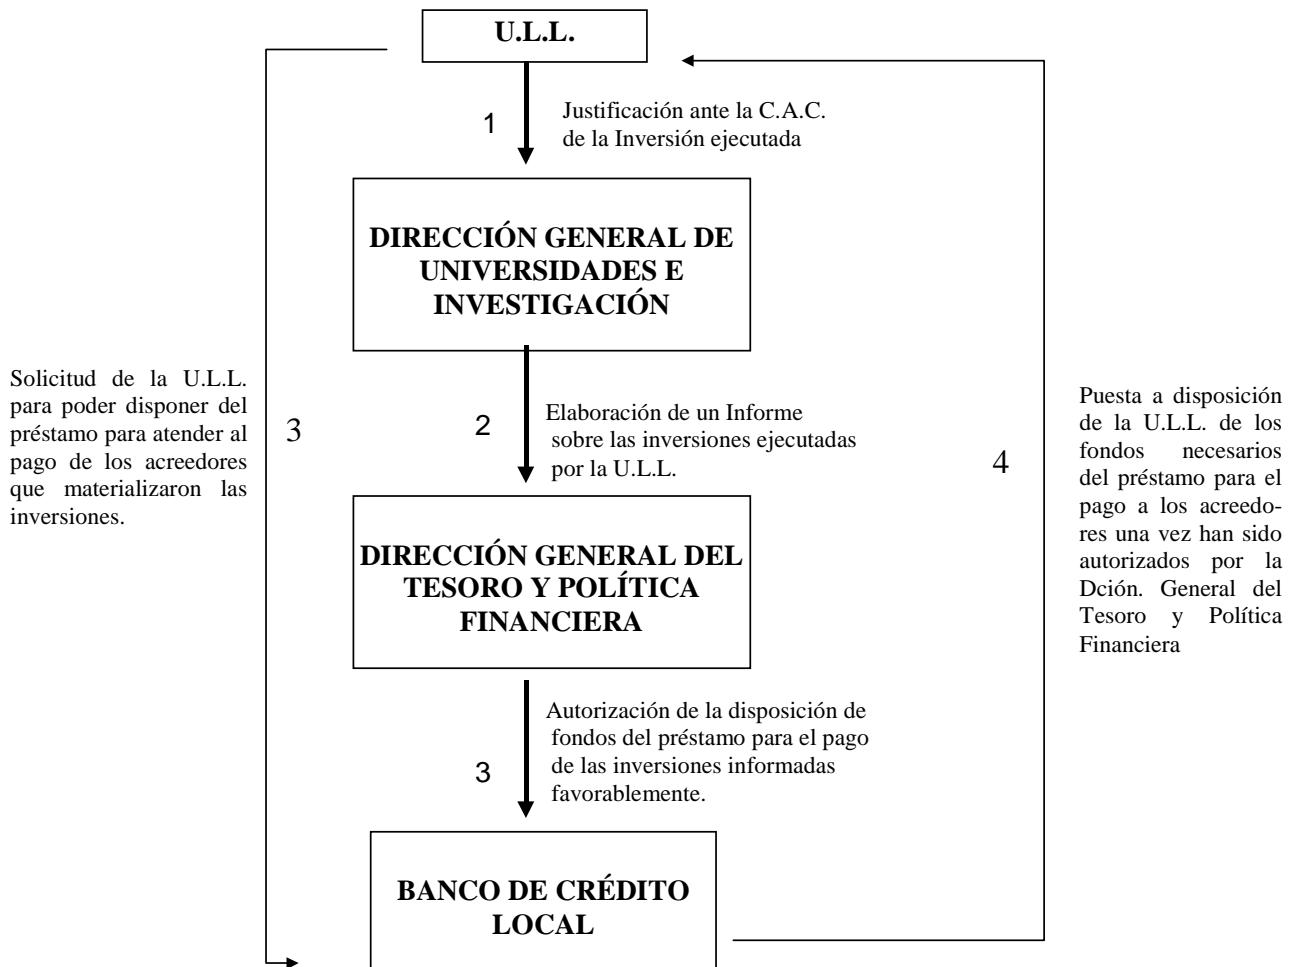 U.L.L.
1
Justificación ante la C.A.C.
de la Inversión ejecutada
DIRECCIÓN GENERAL DE
UNIVERSIDADES E
INVESTIGACIÓN
Solicitud de la U.L.L.
para poder disponer del
préstamo para atender al
pago de los acreedores
que materializaron las
inversiones.
3
2
Elaboración de un Informe
sobre las inversiones ejecutadas
por la U.L.L.
4
Puesta a disposición
de la U.L.L. de los
fondos necesarios
del préstamo para el
pago a los acreedo-
res una vez han sido
autorizados por la
Dción. General del
Tesoro y Política
Financiera
DIRECCIÓN GENERAL DEL
TESORO Y POLÍTICA
FINANCIERA
3
Autorización de la disposición de
fondos del préstamo para el pago
de las inversiones informadas
favorablemente.
BANCO DE CRÉDITO
LOCAL